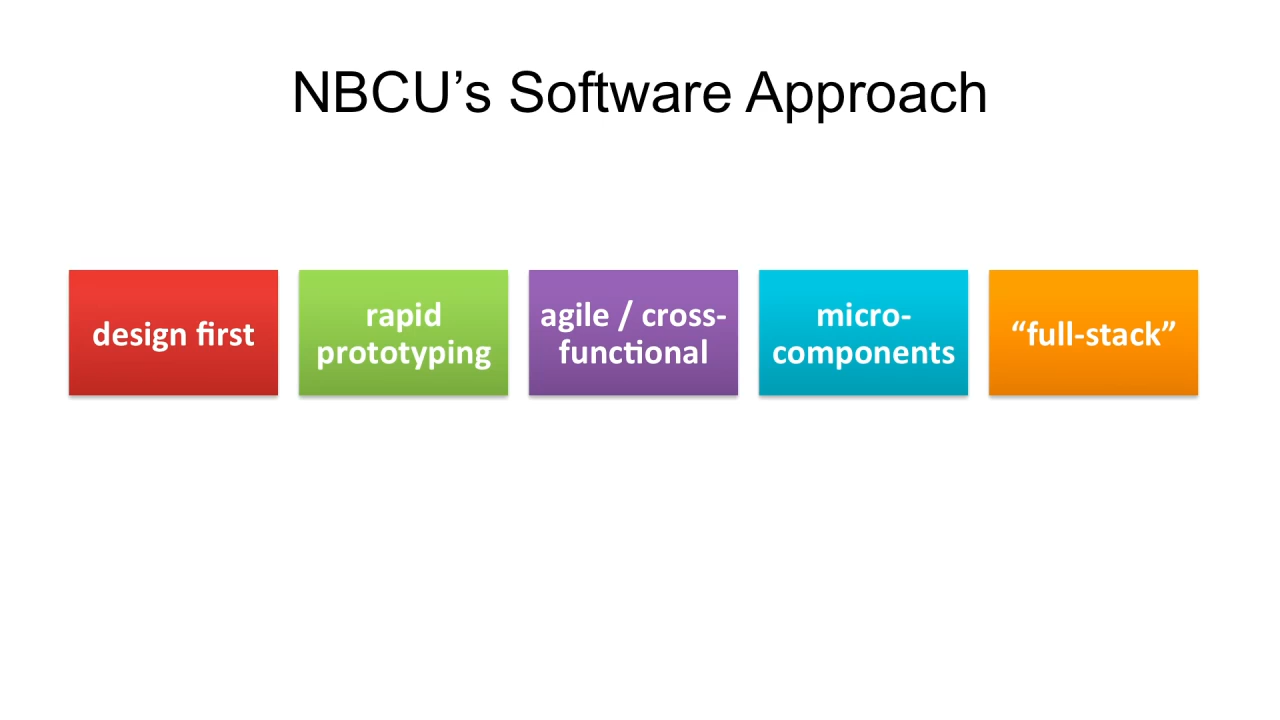 NBCU’s Software Approach
design first
rapid
prototyping
agile / cross-
functional
micro-
components
“full-stack”